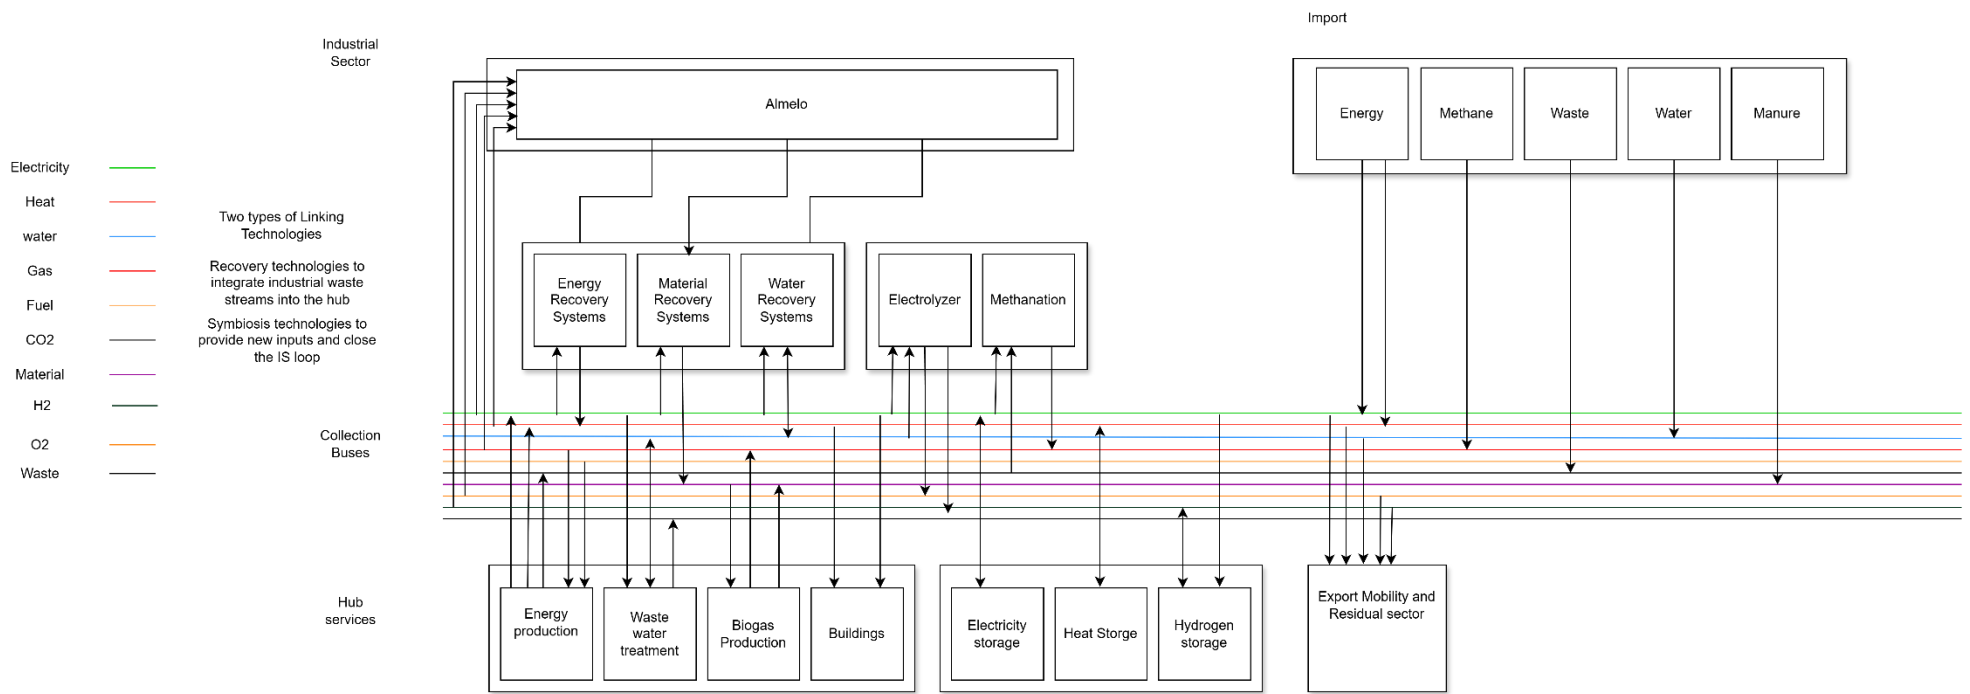 Import
Industrial
Sector
Almelo
Energy
Methane
Waste
Water
Manure
Electricity
Heat
water
Gas
Fuel
CO2
Material
H2
O2
Waste
Two types of Linking
Technologies
Recovery technologies to
integrate industrial waste
streams into the hub
Symbiosis technologies to
provide new inputs and close
the IS loop
Energy
Recovery
Systems
Material
Recovery
Systems
Water
Recovery
Systems
Electrolyzer
Methanation
Collection
Buses
Hub
services
Energy
production
Waste
water
treatment
Biogas
Production
Buildings
Electricity
storage
Heat Storge
Hydrogen
storage
Export Mobility and
Residual sector